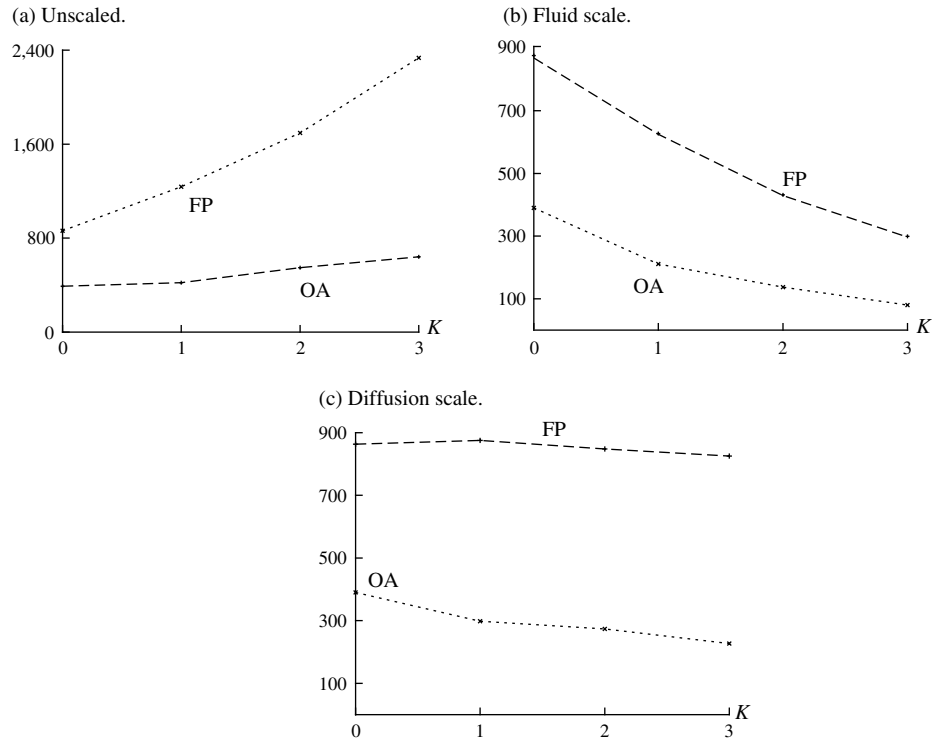 (a) Unscaled.
2,400
1,600
800
0
FP
OA
K
0 1 2 3
(b) Fluid scale.
900
700
500
300
100
FP
OA
K
0 1 2 3
(c) Diffusion scale.
900
700
500
300
100
FP
OA
K
0 1 2 3